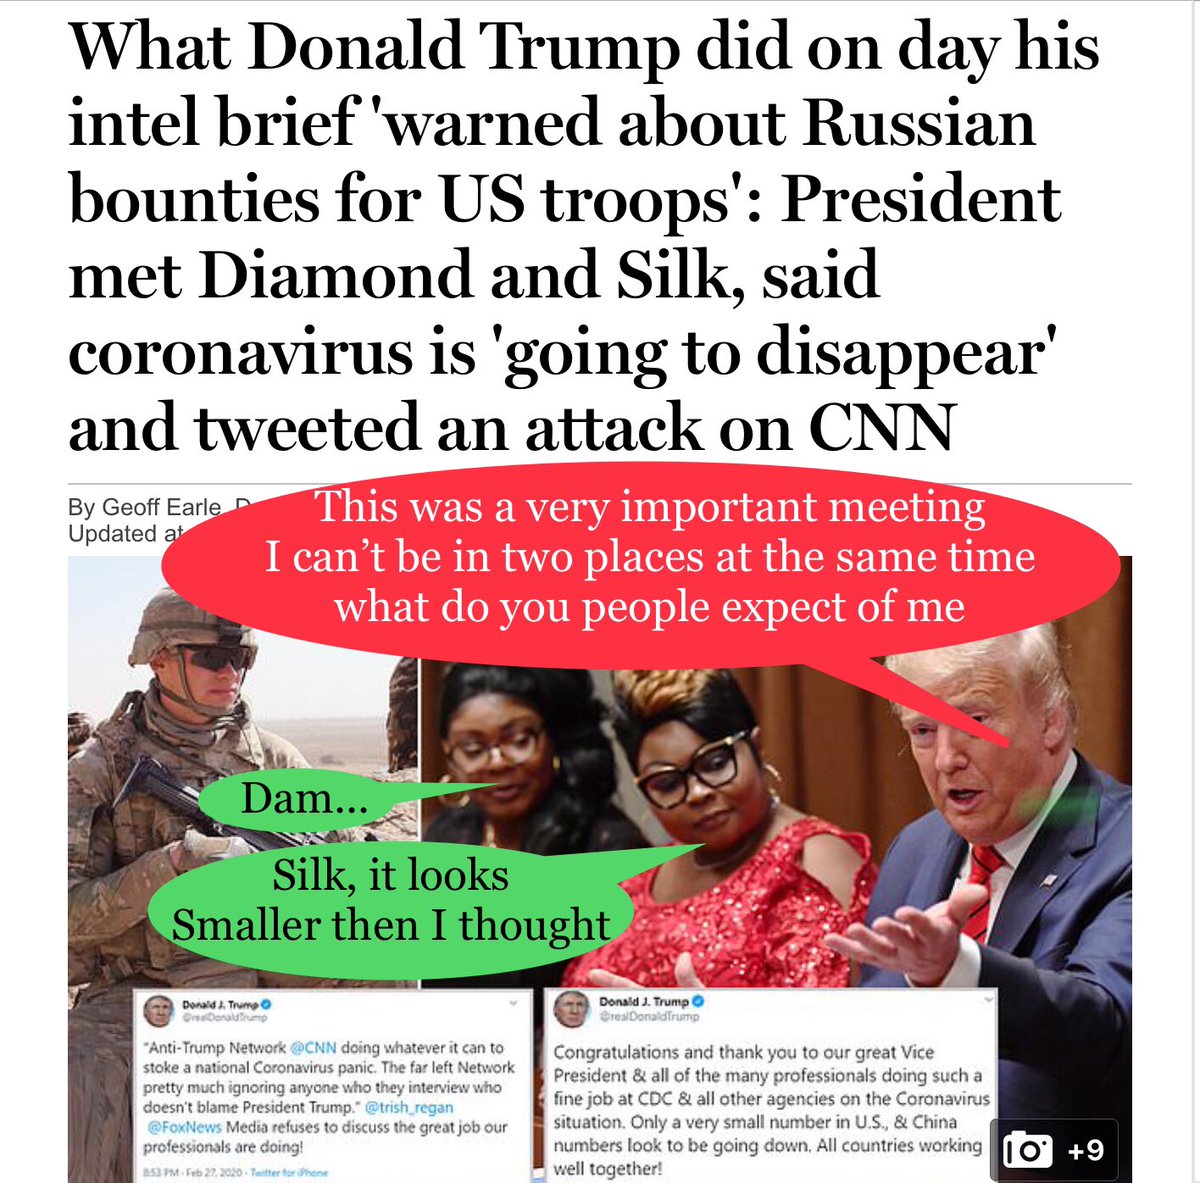 What Donald Trump did on day his
intel brief 'warned about Russian
bounties for US troops': President
met Diamond and Silk, said
coronavirus is 'going to disappear'
and tweeted an attack on CNN
By Geoff Earle
Updated at
This was a very important meeting
I can't be in two places at the same time
what do you people expect of me
Dam...
Silk, it looks
Smaller then I thought
Donald J. Trump
@realDonaldTrump
"Anti-Trump Network @CNN doing whatever it can to
stoke a national Coronavirus panic. The far left Network
pretty much ignoring anyone who they interview who
doesn't blame President Trump." @trish_regan
@FoxNews Media refuses to discuss the great job our
professionals are doing!
8:53 PM · Feb 27, 2020 · Twitter for iPhone
Donald J. Trump
@realDonaldTrump
Congratulations and thank you to our great Vice
President & all of the many professionals doing such a
fine job at CDC & all other agencies on the Coronavirus
situation. Only a very small number in U.S., & China
numbers look to be going down. All countries working
well together!
+9